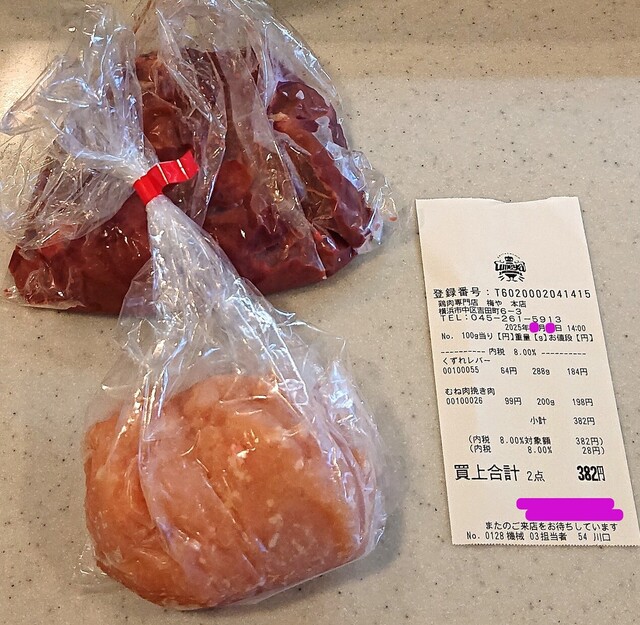 UMEYA
登録番号:T6020002041415
鶏肉専門店 梅や 本店
横浜市中区吉田町6-3
TEL:045-261-5913
2025年 月 日 14:00
No. 100g当り[円]重量[g]お値段[円]
---------- 内税 8.00% ----------
くずれレバー
00100055 64円 288g 184円
むね肉挽き肉
00100026 99円 200g 198円
小計 382円
(内税 8.00%対象額 382円)
(内税 8.00% 28円)
買上合計 2点 382円
またのご来店をお待ちしています
No. 0128 機械 03担当者 54 川口